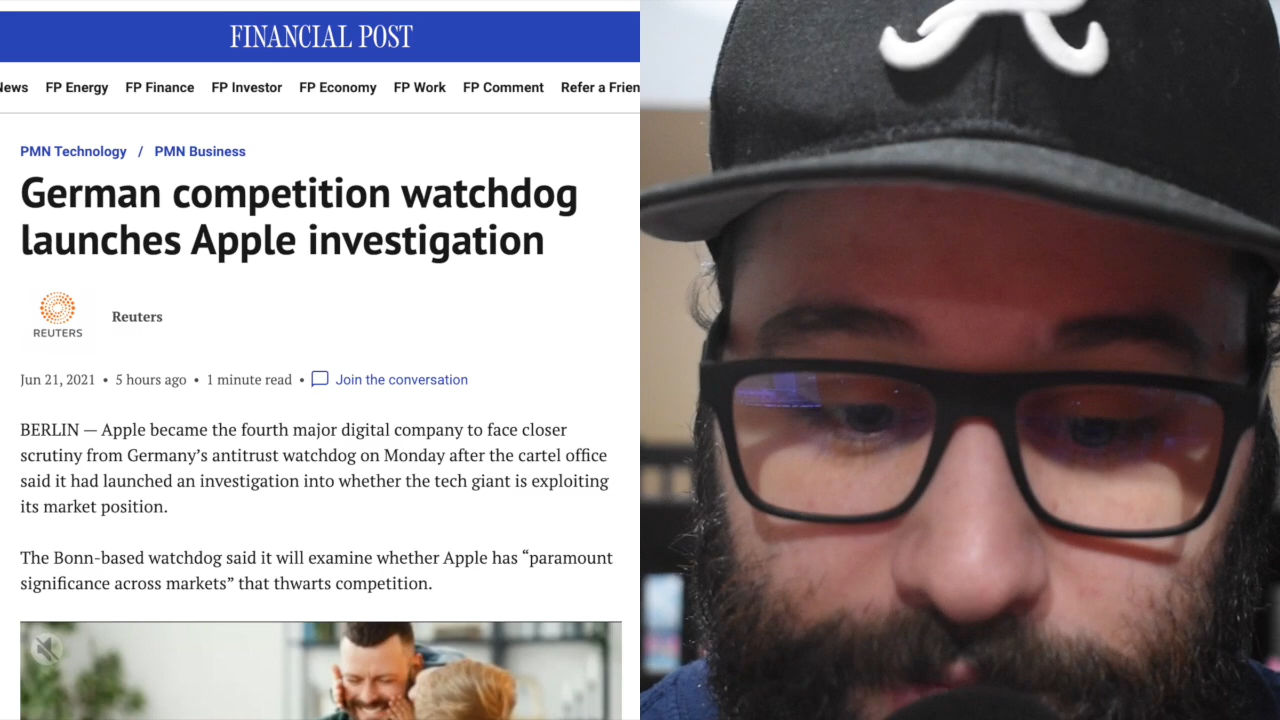 FINANCIAL POST
News FP Energy FP Finance FP Investor FP Economy FP Work FP Comment Refer a Frien
PMN Technology / PMN Business
German competition watchdog
launches Apple investigation
REUTERS
Reuters
Jun 21, 2021 • 5 hours ago • 1 minute read • Join the conversation
BERLIN — Apple became the fourth major digital company to face closer
scrutiny from Germany’s antitrust watchdog on Monday after the cartel office
said it had launched an investigation into whether the tech giant is exploiting
its market position.
The Bonn-based watchdog said it will examine whether Apple has “paramount
significance across markets” that thwarts competition.